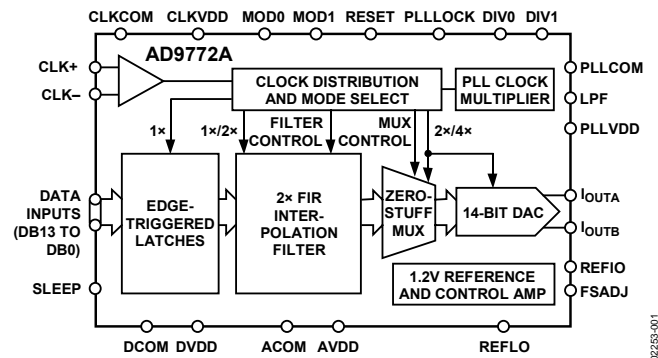 CLKCOM CLKVDD MOD0 MOD1 RESET PLLLOCK DIV0 DIV1
AD9772A
CLK+
CLK–
CLOCK DISTRIBUTION
AND MODE SELECT
PLL CLOCK
MULTIPLIER
PLLCOM
LPF
PLLVDD
1×
1×/2×
FILTER
CONTROL
MUX
CONTROL
2×/4×
DATA
INPUTS
(DB13 TO
DB0)
EDGE-
TRIGGERED
LATCHES
2× FIR
INTER-
POLATION
FILTER
ZERO-
STUFF
MUX
14-BIT DAC
IOUTA
IOUTB
SLEEP
1.2V REFERENCE
AND CONTROL AMP
REFIO
FSADJ
DCOM DVDD ACOM AVDD REFLO
02253-001